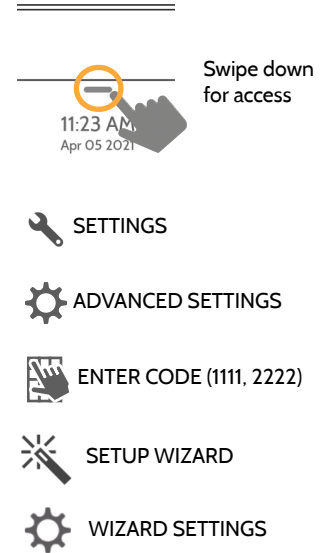 Swipe down
for access
11:23 AM
Apr 05 2021
SETTINGS
ADVANCED SETTINGS
ENTER CODE (1111, 2222)
SETUP WIZARD
WIZARD SETTINGS